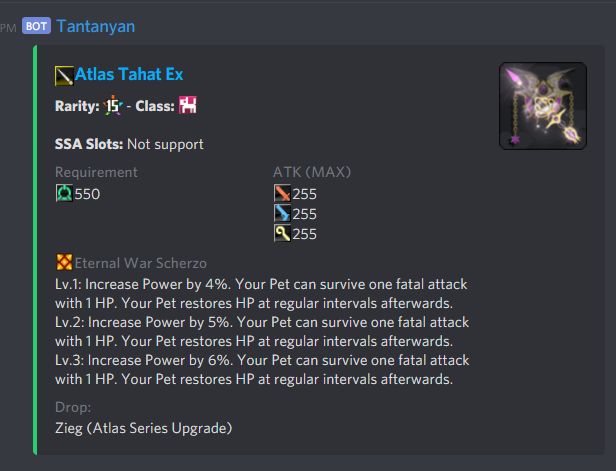 PM BOT Tantanyan
Atlas Tahat Ex
Rarity: 15 - Class:
SSA Slots: Not support
Requirement
550
ATK (MAX)
255
255
255
Eternal War Scherzo
Lv.1: Increase Power by 4%. Your Pet can survive one fatal attack
with 1 HP. Your Pet restores HP at regular intervals afterwards.
Lv.2: Increase Power by 5%. Your Pet can survive one fatal attack
with 1 HP. Your Pet restores HP at regular intervals afterwards.
Lv.3: Increase Power by 6%. Your Pet can survive one fatal attack
with 1 HP. Your Pet restores HP at regular intervals afterwards.
Drop:
Zieg (Atlas Series Upgrade)